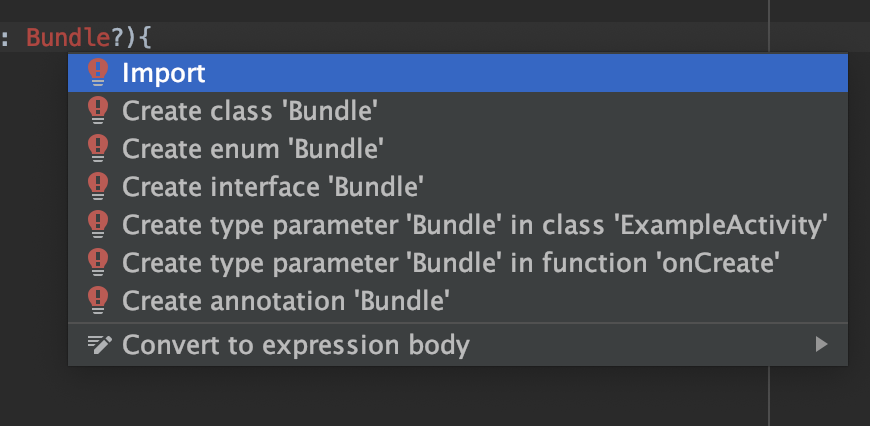 : Bundle?){
Import
Create class 'Bundle'
Create enum 'Bundle'
Create interface 'Bundle'
Create type parameter 'Bundle' in class 'ExampleActivity'
Create type parameter 'Bundle' in function 'onCreate'
Create annotation 'Bundle'
Convert to expression body